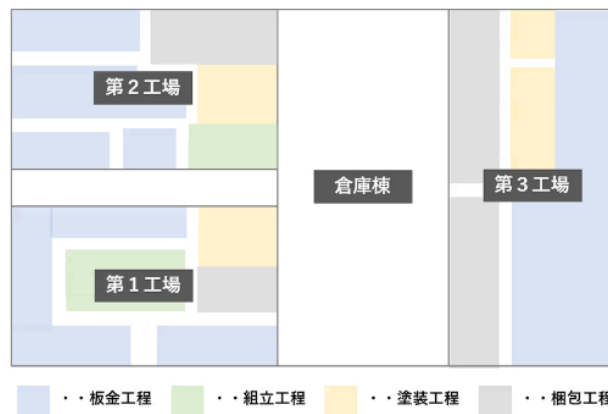 第２工場
倉庫棟
第３工場
第１工場
・・板金工程
・・組立工程
・・塗装工程
・・梱包工程